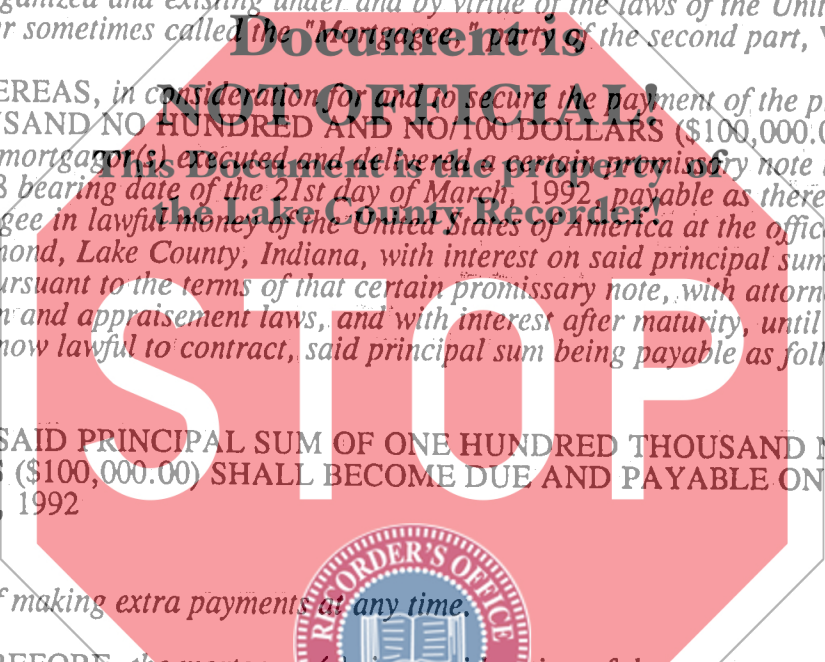 ganized and existing under and by virtue of the laws of the Unit
Document is
r sometimes called the "Mortgagee," party of the second part,
EREAS, in consideration for and to secure the payment of the p
NOT OFFICIAL!
USAND NO HUNDRED AND NO/100 DOLLARS ($100,000.0
mortgagor(s) executed and delivered a certain promissory note
This Document is the property of
8 bearing date of the 21st day of March, 1992, payable as there
the Lake County Recorder!
gee in lawful money of the United States of America at the offic
mond, Lake County, Indiana, with interest on said principal sum
ursuant to the terms of that certain promissary note, with attorn
n and appraisement laws, and with interest after maturity, until
now lawful to contract, said principal sum being payable as foll
STOP
SAID PRINCIPAL SUM OF ONE HUNDRED THOUSAND N
S ($100,000.00) SHALL BECOME DUE AND PAYABLE ON
, 1992
RECORDER'S OFFICE
f making extra payments at any time.